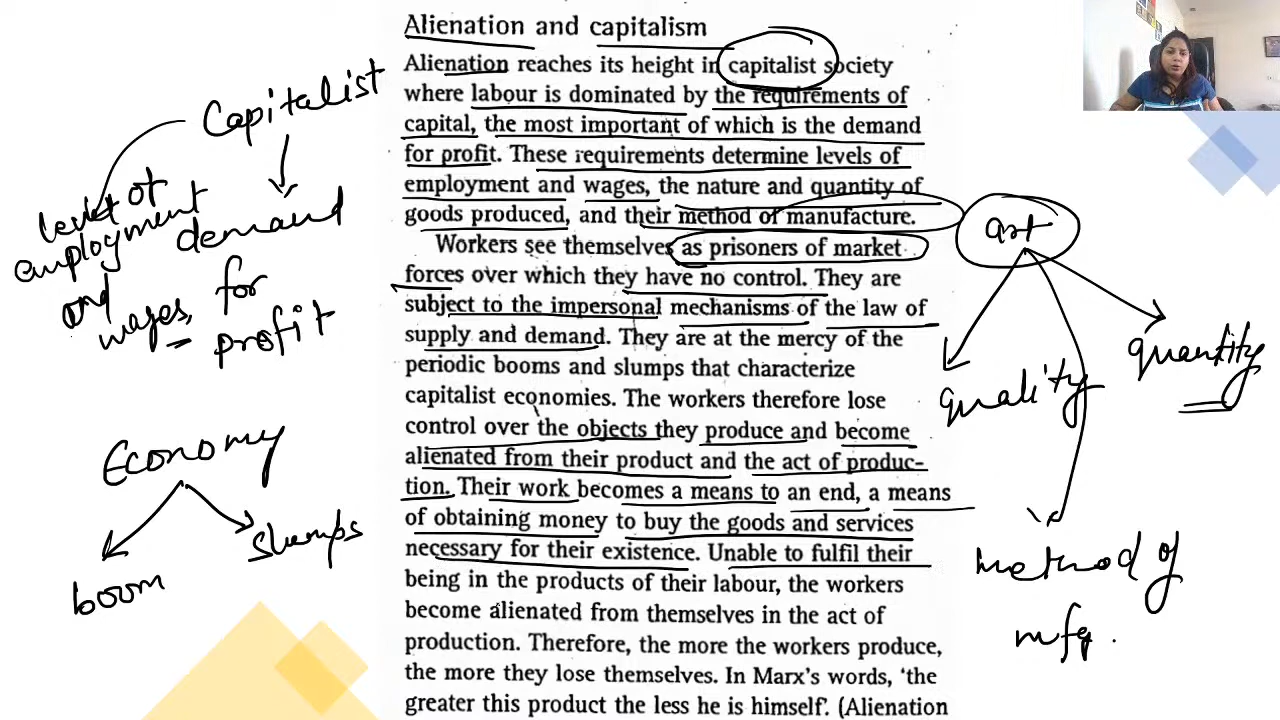 Alienation and capitalism
Alienation reaches its height in capitalist society
where labour is dominated by the requirements of
capital, the most important of which is the demand
for profit. These requirements determine levels of
employment and wages, the nature and quantity of
goods produced, and their method of manufacture.
Workers see themselves as prisoners of market
forces over which they have no control. They are
subject to the impersonal mechanisms of the law of
supply and demand. They are at the mercy of the
periodic booms and slumps that characterize
capitalist economies. The workers therefore lose
control over the objects they produce and become
alienated from their product and the act of produc-
tion. Their work becomes a means to an end, a means
of obtaining money to buy the goods and services
necessary for their existence. Unable to fulfil their
being in the products of their labour, the workers
become alienated from themselves in the act of
production. Therefore, the more the workers produce,
the more they lose themselves. In Marx's words, 'the
greater this product the less he is himself'. (Alienation
Capitalist
level of
employment
and
wages,
demand
for
profit
Economy
boom
slumps
art
quality
quantity
method of
mfg.